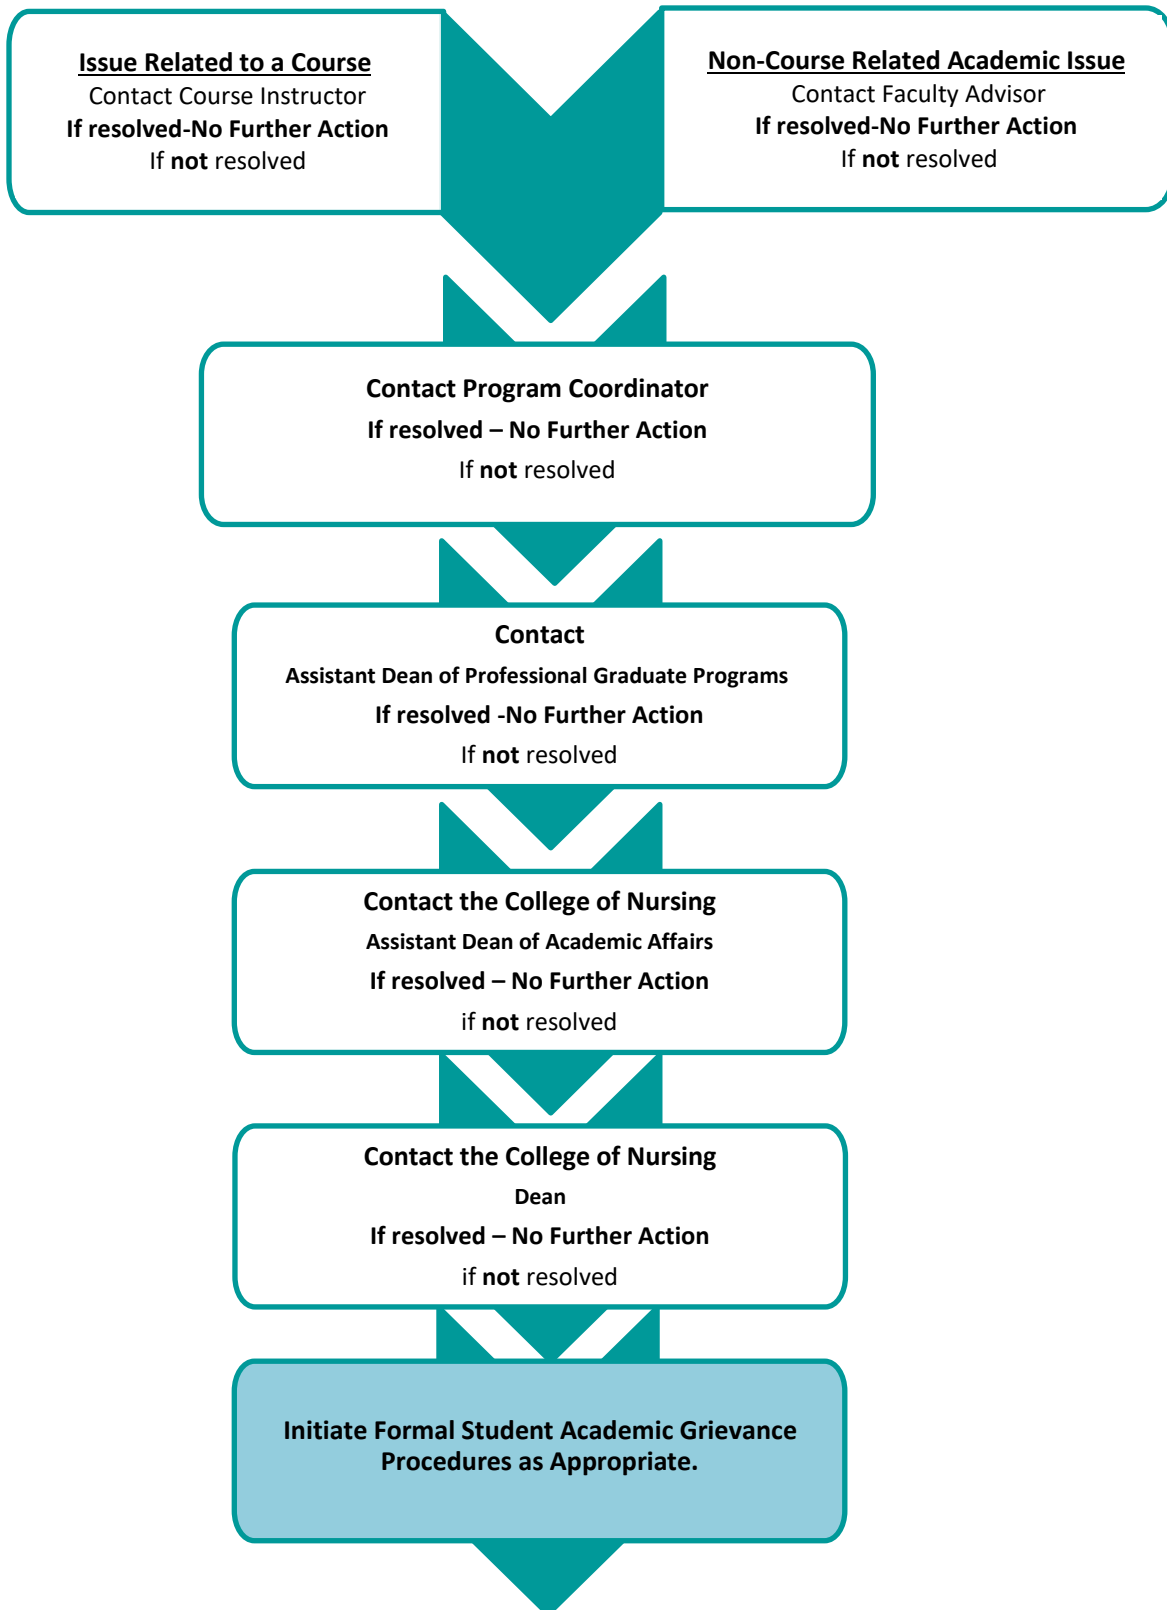 Issue Related to a Course
Contact Course Instructor
If resolved-No Further Action
If not resolved
Non-Course Related Academic Issue
Contact Faculty Advisor
If resolved-No Further Action
If not resolved
Contact Program Coordinator
If resolved – No Further Action
If not resolved
Contact
Assistant Dean of Professional Graduate Programs
If resolved -No Further Action
If not resolved
Contact the College of Nursing
Assistant Dean of Academic Affairs
If resolved – No Further Action
if not resolved
Contact the College of Nursing
Dean
If resolved – No Further Action
if not resolved
Initiate Formal Student Academic Grievance
Procedures as Appropriate.